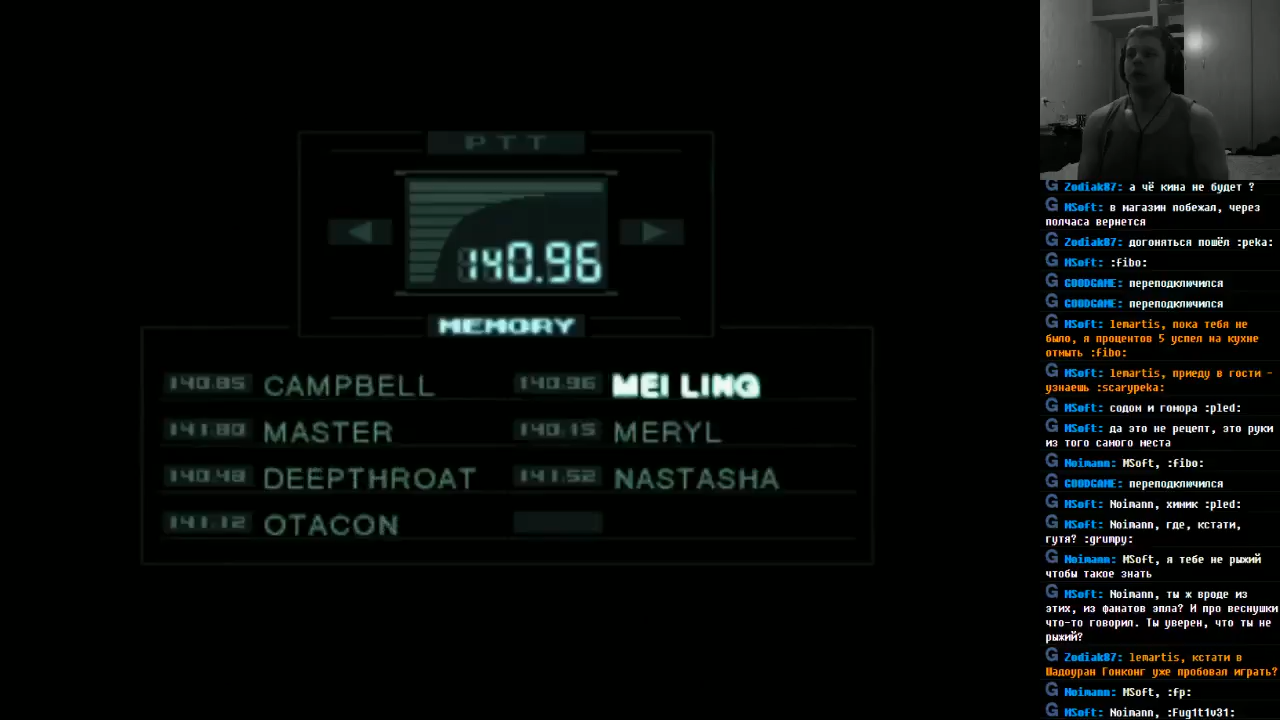 PTT
140.96
MEMORY
140.85 CAMPBELL 140.96 MEI LING
141.80 MASTER 140.15 MERYL
140.48 DEEPTHROAT 141.52 NASTASHA
141.12 OTACON
Zodiak87: а чё кина не будет ?
MSoft: в магазин побежал, через
полчаса вернется
Zodiak87: догоняться пошёл :peka:
MSoft: :fibo:
GOODGAME: переподключился
GOODGAME: переподключился
MSoft: lemartis, пока тебя не
было, я процентов 5 успел на кухне
отмыть :fibo:
MSoft: lemartis, приеду в гости -
узнаешь :scarypeka:
MSoft: содом и гомора :pled:
MSoft: да это не рецепт, это руки
из того самого места
Noimann: MSoft, :fibo:
GOODGAME: переподключился
MSoft: Noimann, химик :pled:
MSoft: Noimann, где, кстати,
гутя? :grumpy:
Noimann: MSoft, я тебе не рыжий
чтобы такое знать
MSoft: Noimann, ты ж вроде из
этих, из фанатов эпла? И про веснушки
что-то говорил. Ты уверен, что ты не
рыжий?
Zodiak87: lemartis, кстати в
Шадоуран Гонконг уже пробовал играть?
Noimann: MSoft, :fp:
MSoft: Noimann, :Fug1t1v31: